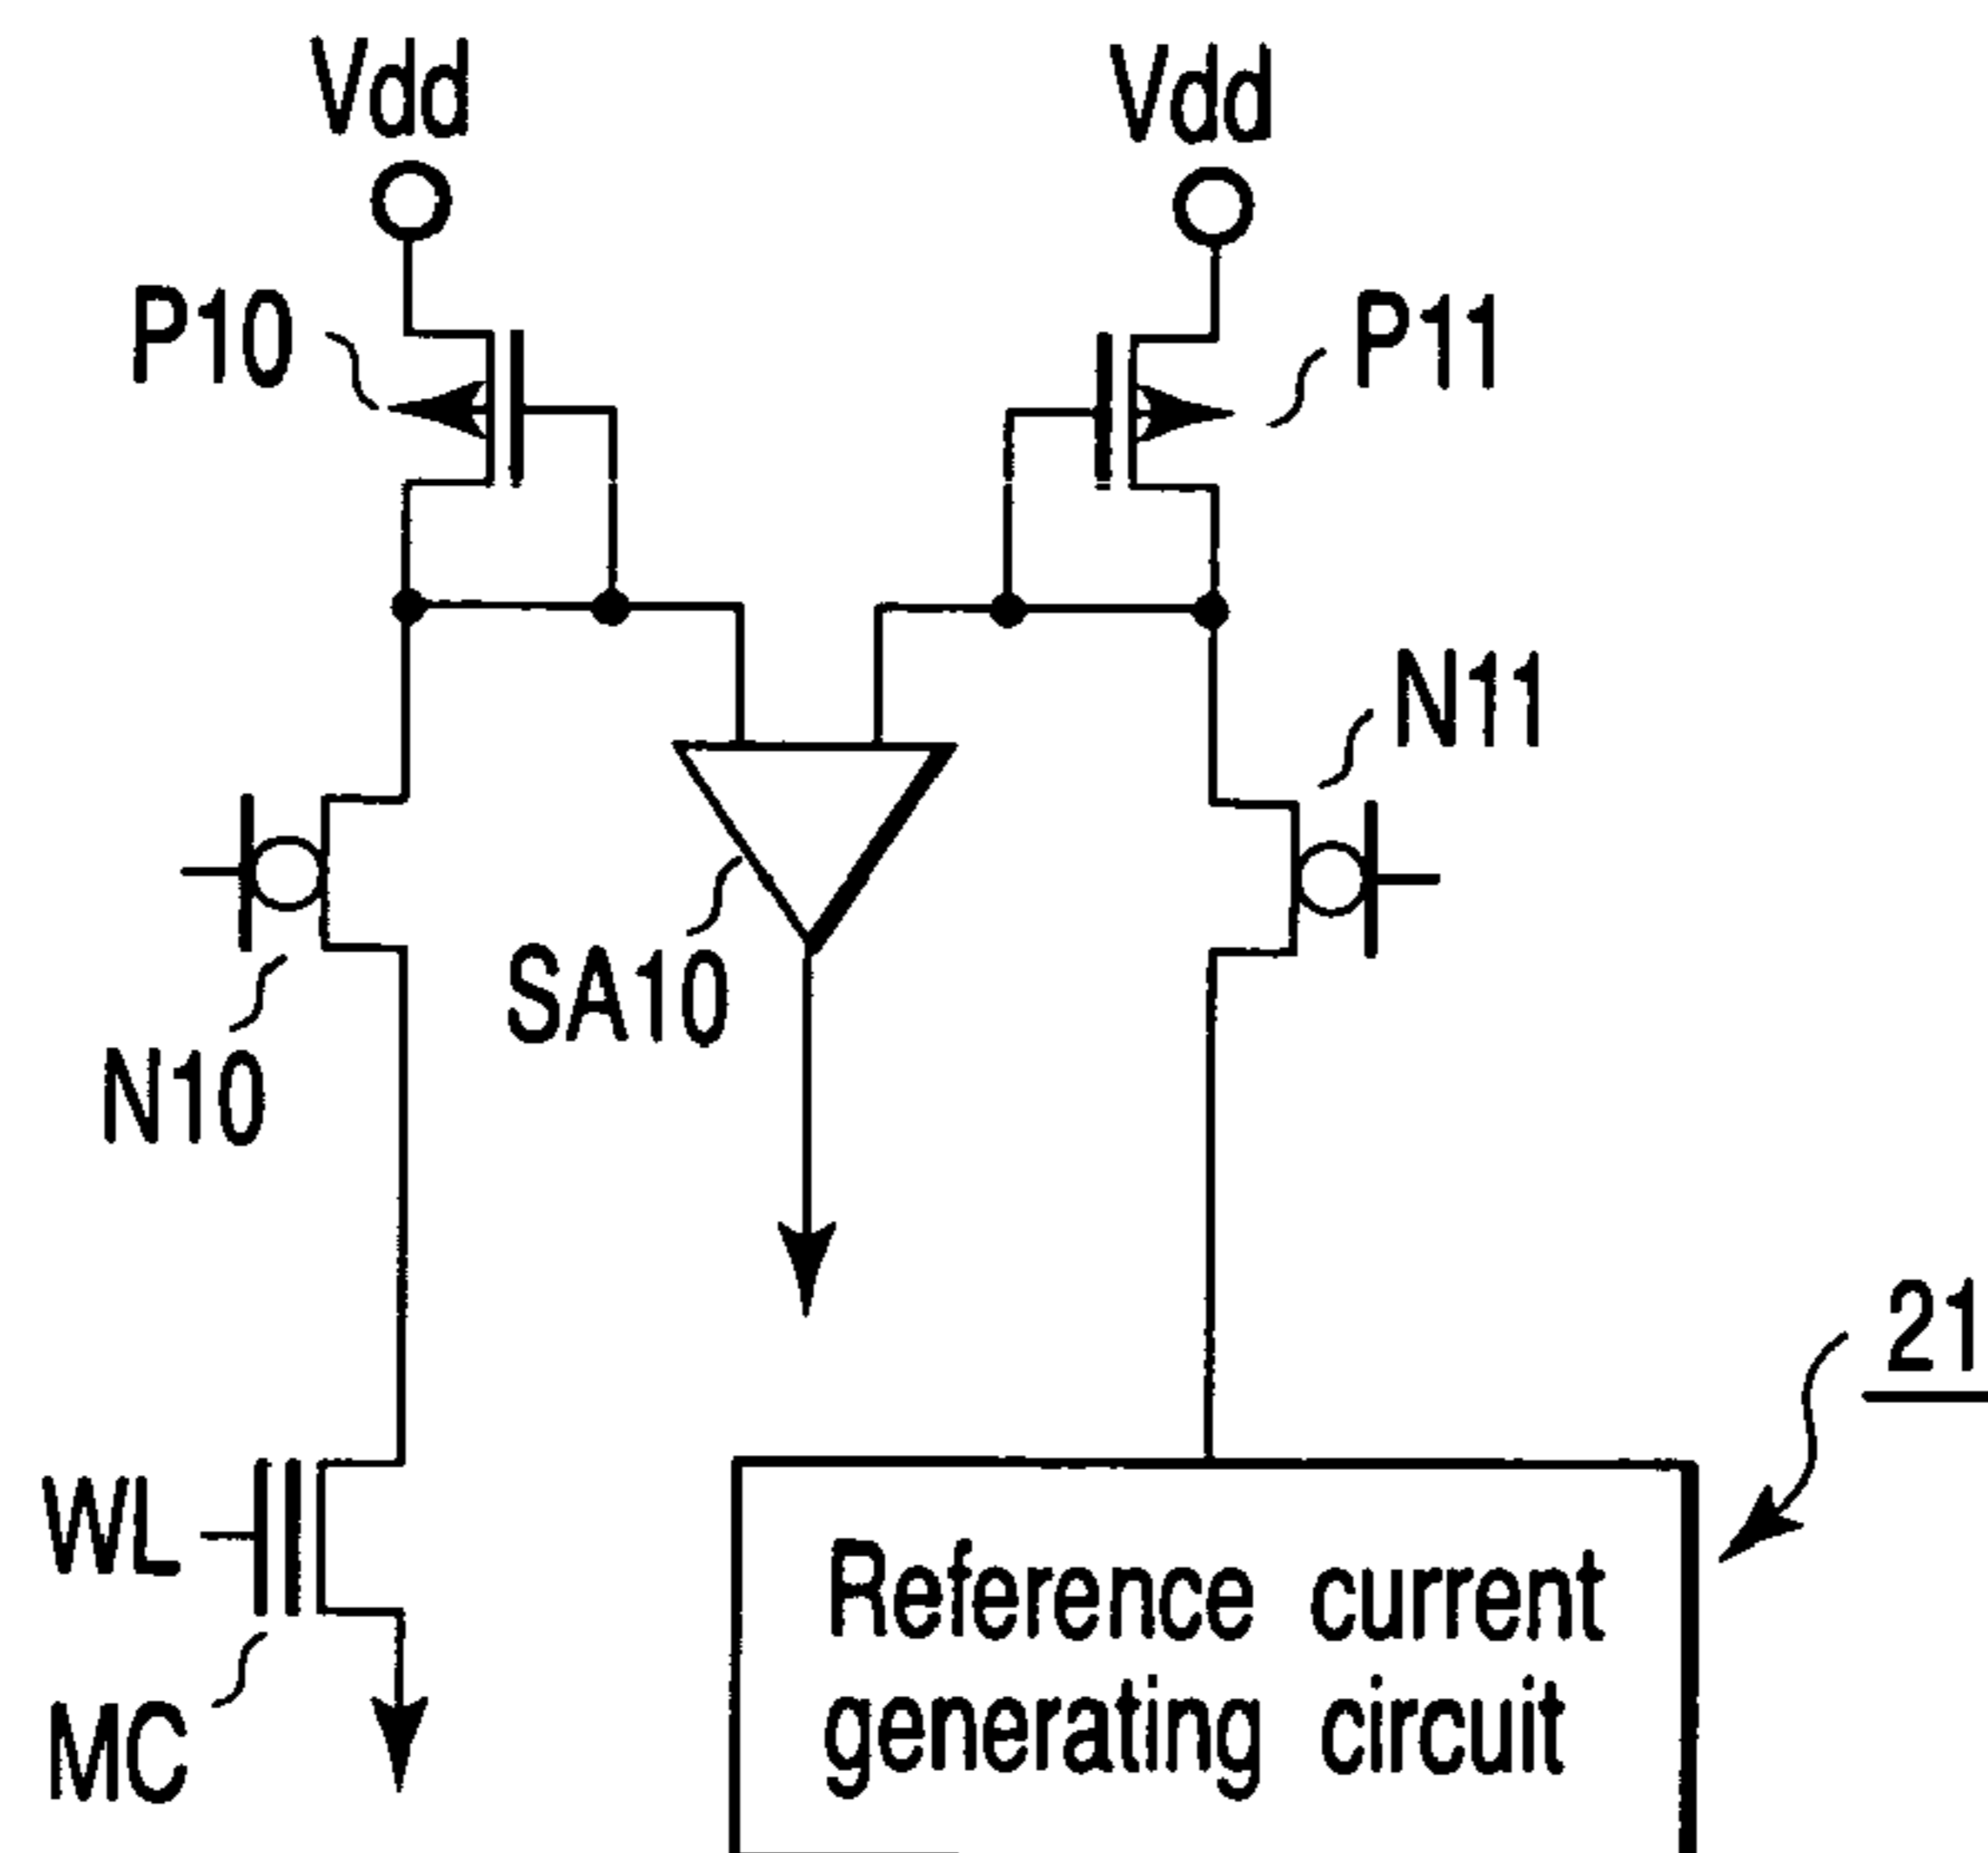 Vdd
Vdd
P10
P11
N11
SA10
N10
21
WL
Reference current
generating circuit
MC